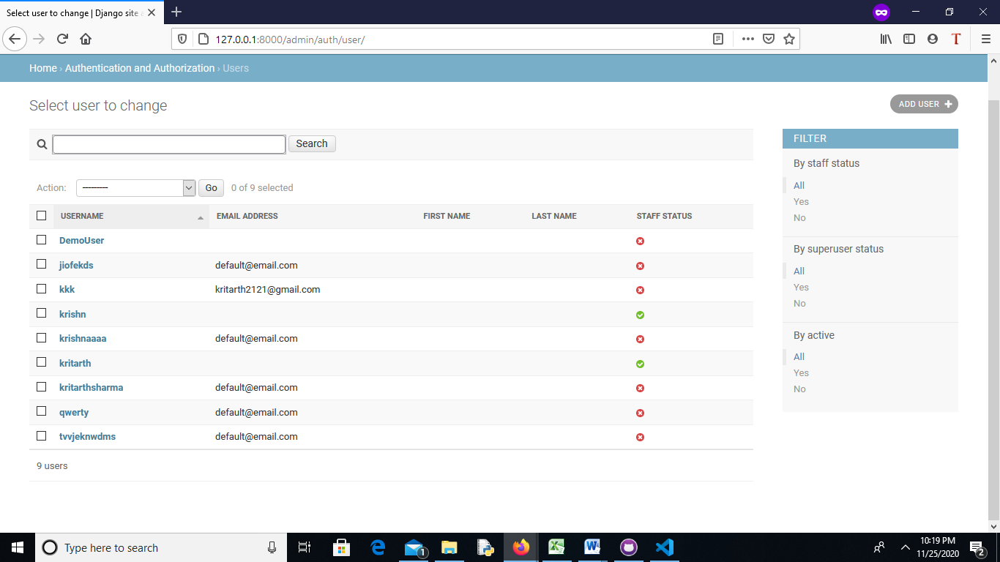 Select user to change | Django site a
127.0.0.1:8000/admin/auth/user/
Home › Authentication and Authorization › Users
Select user to change
ADD USER +
Search
Action: --------- Go 0 of 9 selected
USERNAME EMAIL ADDRESS FIRST NAME LAST NAME STAFF STATUS
DemoUser
jiofekds default@email.com
kkk kritarth2121@gmail.com
krishn
krishnaaaa default@email.com
kritarth
kritarthsharma default@email.com
qwerty default@email.com
tvvjeknwdms default@email.com
9 users
FILTER
By staff status
All
Yes
No
By superuser status
All
Yes
No
By active
All
Yes
No
Type here to search
1
10:19 PM
11/25/2020
2